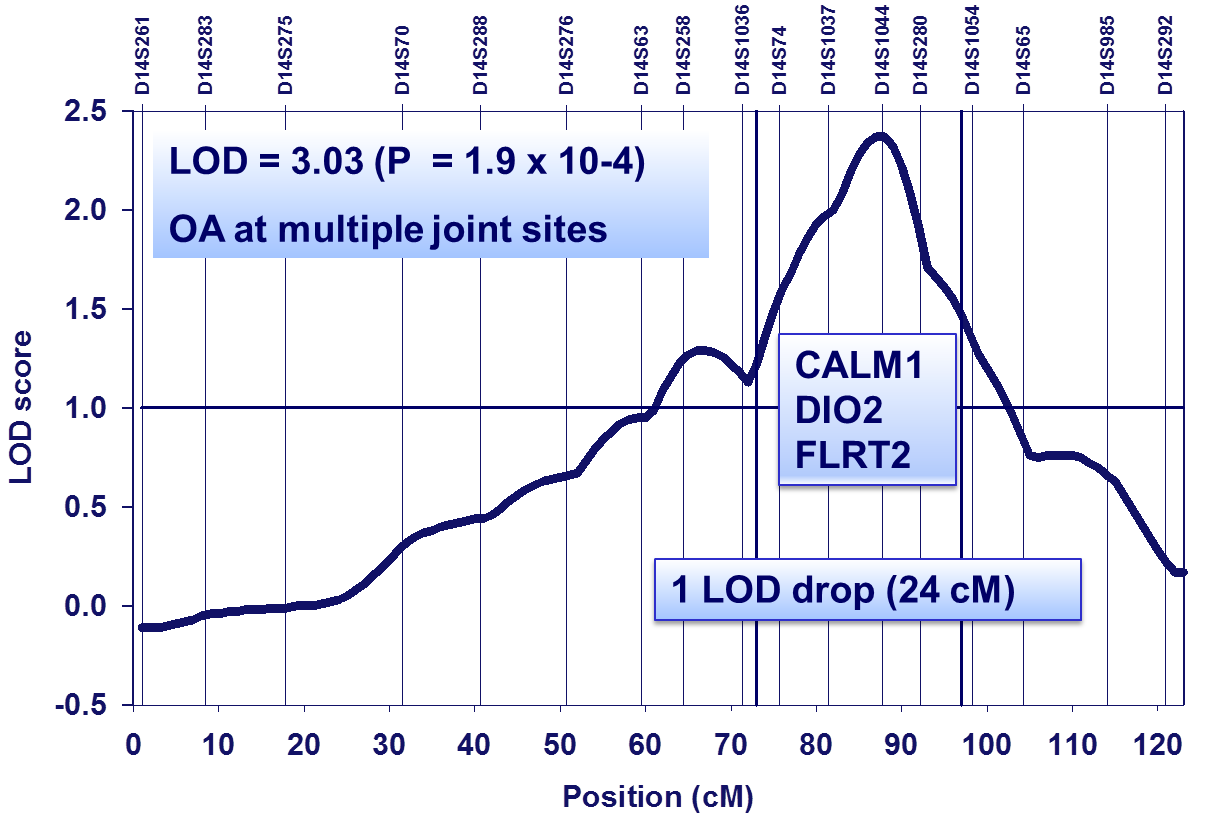 D14S261
D14S283
D14S275
D14S70
D14S288
D14S276
D14S63
D14S258
D14S1036
D14S74
D14S1037
D14S1044
D14S280
D14S1054
D14S65
D14S985
D14S292
2.5
2.0
1.5
1.0
0.5
0.0
-0.5
LOD score
LOD = 3.03 (P  = 1.9 x 10-4)
OA at multiple joint sites
CALM1
DIO2
FLRT2
1 LOD drop (24 cM)
0 10 20 30 40 50 60 70 80 90 100 110 120
Position (cM)